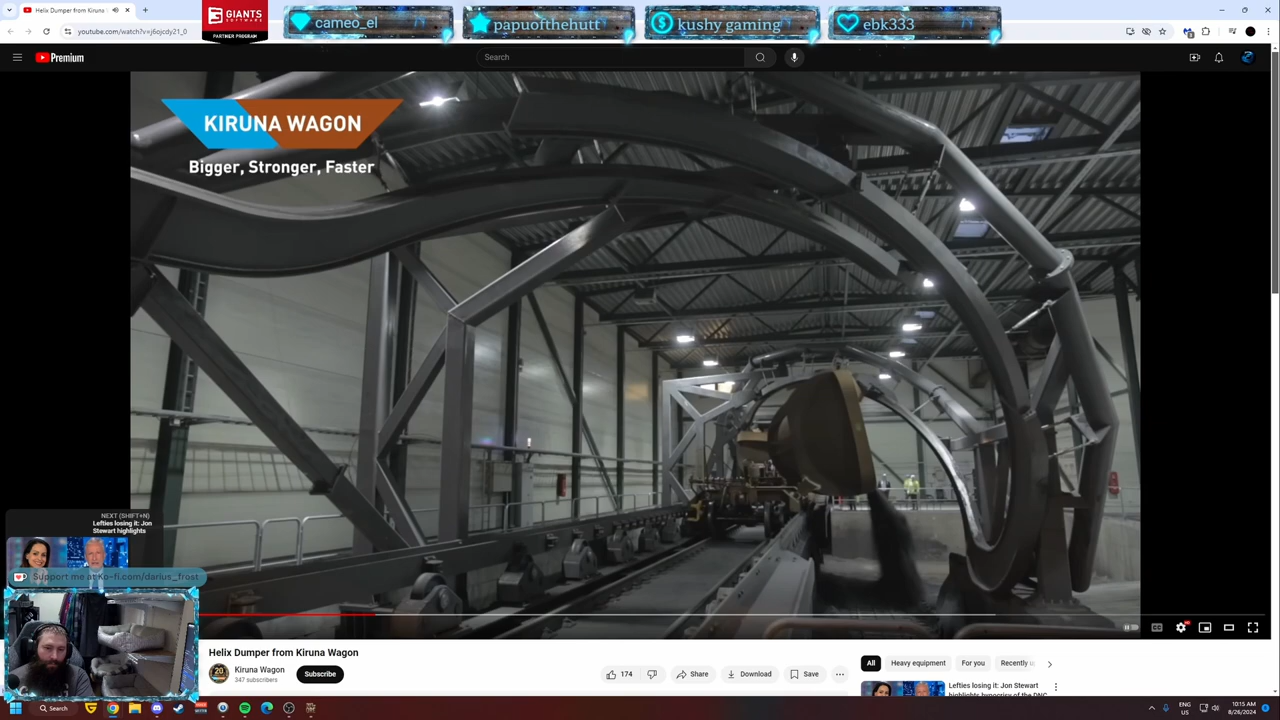 Helix Dumper from Kiruna
youtube.com/watch?v=j6ojcd
GIANTS
SOFTWARE
PARTNER PROGRAM
cameo_el
papuofthehutt
kushy gaming
ebk333
Premium
Search
KIRUNA WAGON
Bigger, Stronger, Faster
NEXT (SHIFT+N)
Lefties losing it: Jon
Stewart highlights
Support me at Ko-fi.com/darius_frost
Helix Dumper from Kiruna Wagon
Kiruna Wagon
347 subscribers
Subscribe
174
Share
Download
Save
All
Heavy equipment
For you
Recently u
Lefties losing it: Jon Stewart
highlights hypocrisy of the DNC
Search
ENG
US
10:15 AM
8/26/2024